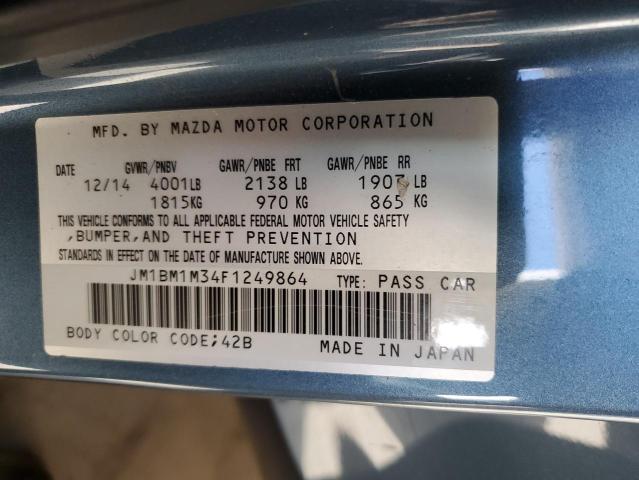 MFD. BY MAZDA MOTOR CORPORATION
DATE GVWR/PNBV GAWR/PNBE FRT GAWR/PNBE RR
12/14 4001LB 2138 LB 1907 LB
1815KG 970 KG 865 KG
THIS VEHICLE CONFORMS TO ALL APPLICABLE FEDERAL MOTOR VEHICLE SAFETY
,BUMPER,AND THEFT PREVENTION
STANDARDS IN EFFECT ON THE DATE OF MANUFACTURE SHOWN ABOVE.
JM1BM1M34F1249864 TYPE: PASS CAR
BODY COLOR CODE;42B MADE IN JAPAN